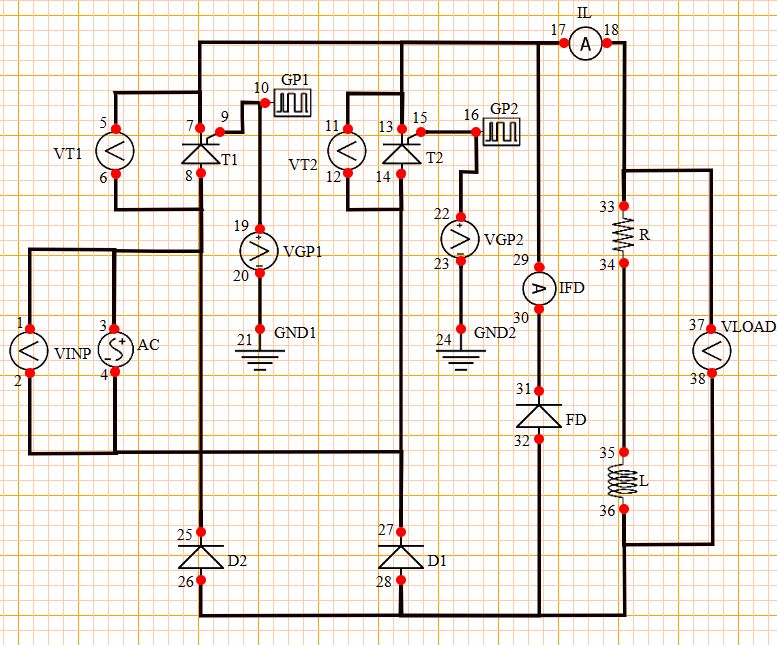 IL
17 18
A
10 GP1
9
5 7
VT1 T1
6 8
11 13 15 16 GP2
VT2 T2
12 14
33
R
34
19
VGP1
20
22
VGP2
23
29
A IFD
30
1 3
VINP AC
2 4
21 GND1
24 GND2
37 VLOAD
38
31
FD
32
35
L
36
25
D2
26
27
D1
28